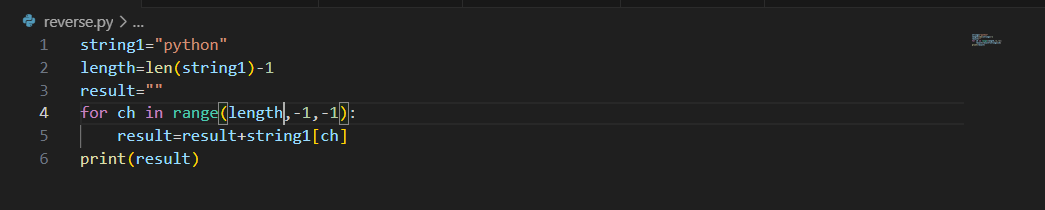 reverse.py > ...
1 string1="python"
2 length=len(string1)-1
3 result=""
4 for ch in range(length,-1,-1):
5     result=result+string1[ch]
6 print(result)